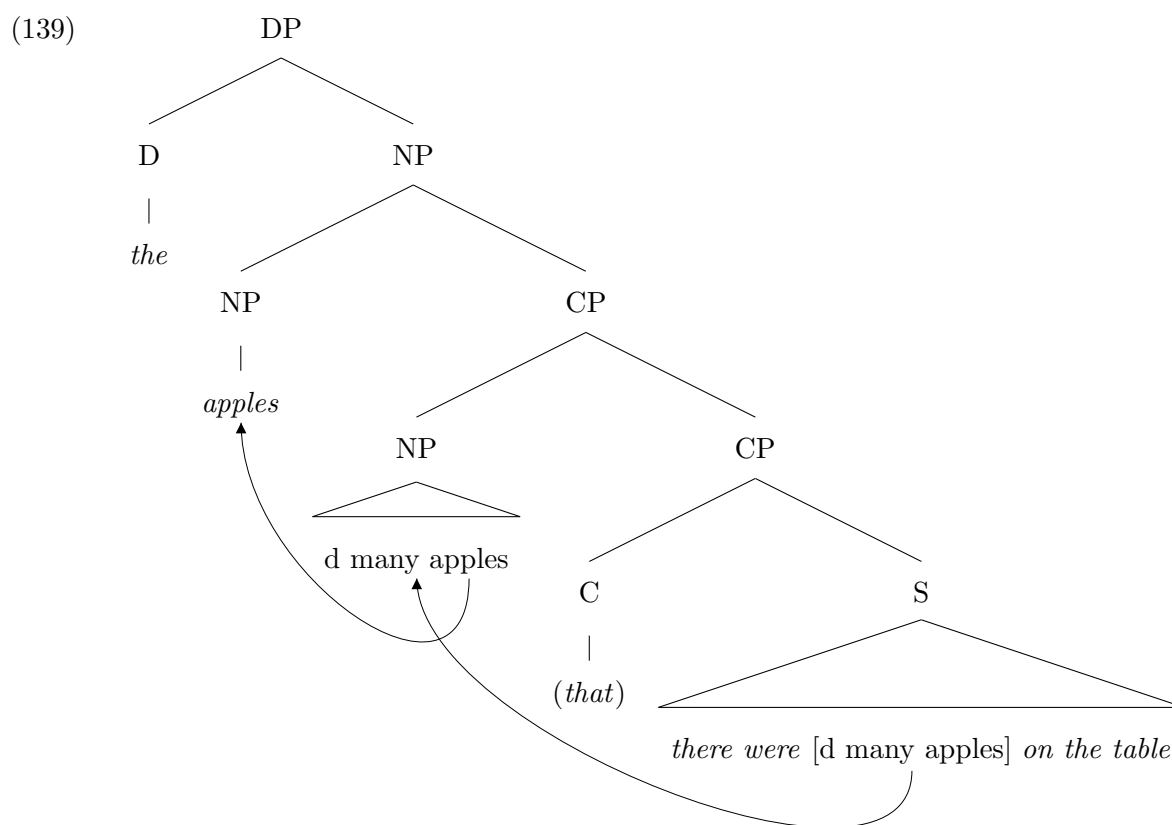 (139) DP
D NP
the
NP CP
apples
NP CP
d many apples
C S
(that)
there were [d many apples] on the table